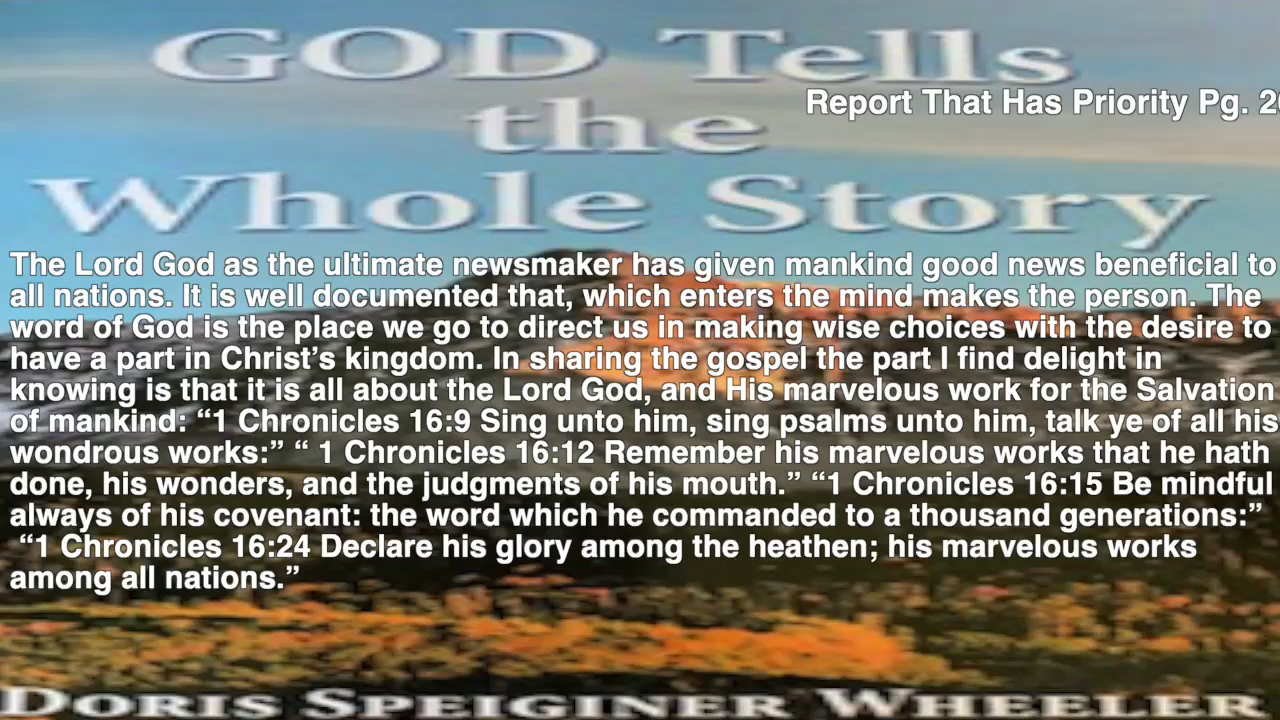 GOD Tells
Report That Has Priority Pg.
the
Whole Story
The Lord God as the ultimate newsmaker has given mankind good news beneficial to
all nations. It is well documented that, which enters the mind makes the person. The
word of God is the place we go to direct us in making wise choices with the desire to
have a part in Christ’s kingdom. In sharing the gospel the part I find delight in
knowing is that it is all about the Lord God, and His marvelous work for the Salvation
of mankind: “1 Chronicles 16:9 Sing unto him, sing psalms unto him, talk ye of all his
wondrous works:” “ 1 Chronicles 16:12 Remember his marvelous works that he hath
done, his wonders, and the judgments of his mouth.” “1 Chronicles 16:15 Be mindful
always of his covenant: the word which he commanded to a thousand generations:”
“1 Chronicles 16:24 Declare his glory among the heathen; his marvelous works
among all nations.”
DORIS SPEIGINER WHEELER